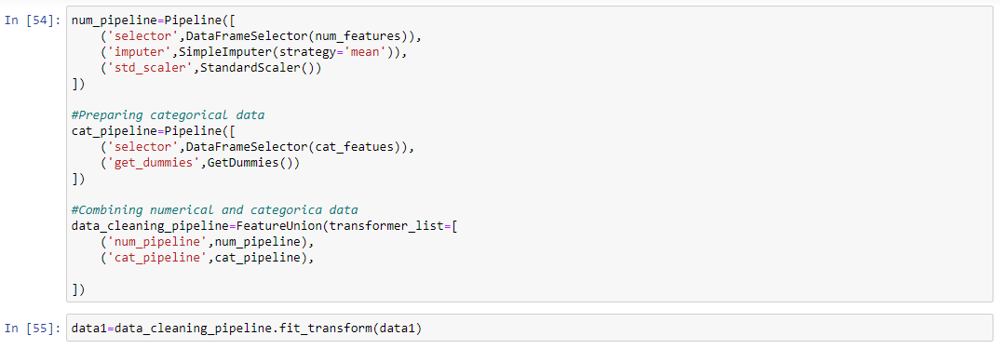 In [54]: num_pipeline=Pipeline([
    ('selector',DataFrameSelector(num_features)),
    ('imputer',SimpleImputer(strategy='mean')),
    ('std_scaler',StandardScaler())
])
#Preparing categorical data
cat_pipeline=Pipeline([
    ('selector',DataFrameSelector(cat_featues)),
    ('get_dummies',GetDummies())
])
#Combining numerical and categorica data
data_cleaning_pipeline=FeatureUnion(transformer_list=[
    ('num_pipeline',num_pipeline),
    ('cat_pipeline',cat_pipeline),
])
In [55]: data1=data_cleaning_pipeline.fit_transform(data1)